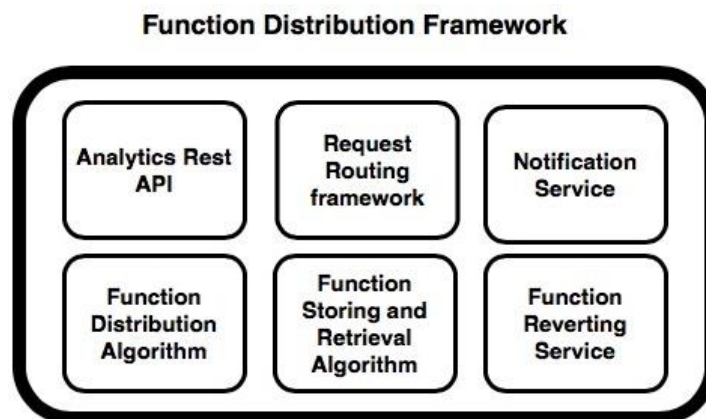 Function Distribution Framework
Analytics Rest
API
Request
Routing
framework
Notification
Service
Function
Distribution
Algorithm
Function
Storing and
Retrieval
Algorithm
Function
Reverting
Service